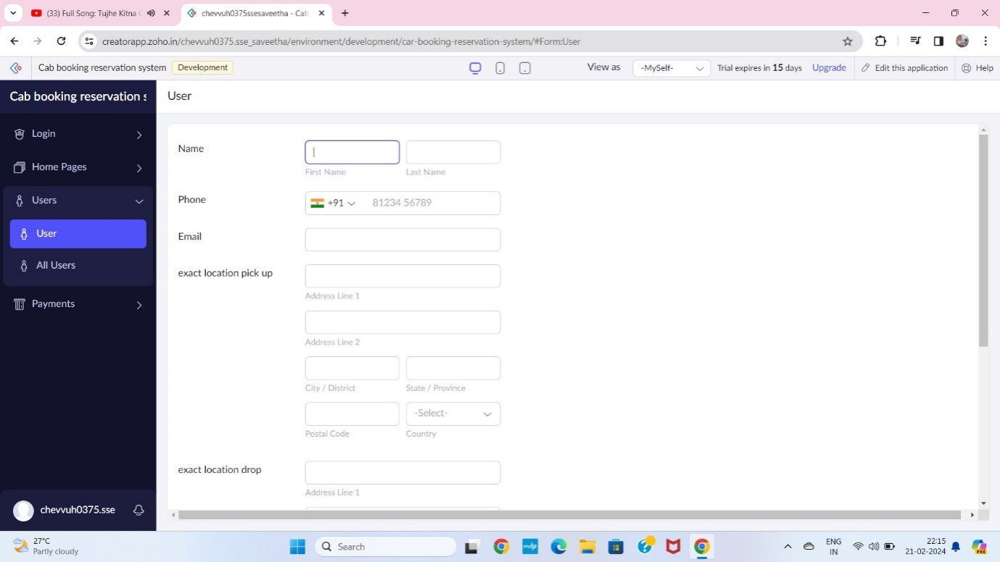 (33) Full Song: Tujhe Kitna C
chevvuh0375ssesaveetha - Cab
creatorapp.zoho.in/chevvuh0375.sse_saveetha/environment/development/car-booking-reservation-system/#Form:User
Cab booking reservation system
Development
View as
-MySelf-
Trial expires in 15 days
Upgrade
Edit this application
Help
Cab booking reservation s
User
Login
Home Pages
Users
User
All Users
Payments
chevvuh0375.sse
Name
First Name
Last Name
Phone
+91
81234 56789
Email
exact location pick up
Address Line 1
Address Line 2
City / District
State / Province
-Select-
Postal Code
Country
exact location drop
Address Line 1
27°C
Partly cloudy
Search
ENG
IN
22:15
21-02-2024
PRE